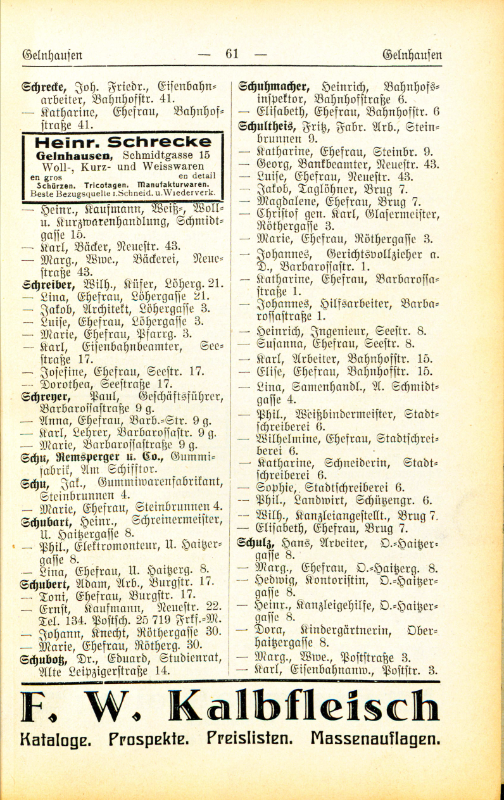 Gelnhausen — 61 — Gelnhausen
Schrecke, Joh. Friedr., Eisenbahn-
arbeiter, Bahnhofstr. 41.
— Katharine, Ehefrau, Bahnhof-
straße 41.
Heinr. Schrecke
Gelnhausen, Schmidtgasse 15
Woll-, Kurz- und Weisswaren
en gros en detail
Schürzen. Tricotagen. Manufakturwaren.
Beste Bezugsquelle f. Schneid. u. Wiederverk.
— Heinr., Kaufmann, Weiß-, Woll-
u. Kurzwarenhandlung, Schmidt-
gasse 15.
— Karl, Bäcker, Neuestr. 43.
— Marg., Wwe., Bäckerei, Neue-
straße 43.
Schreiber, Wilh., Küfer, Löherg. 21.
— Lina, Ehefrau, Löhergasse 21.
— Jakob, Architekt, Löhergasse 3.
— Luise, Ehefrau, Löhergasse 3.
— Marie, Ehefrau, Pfarrg. 3.
— Karl, Eisenbahnbeamter, See-
straße 17.
— Josefine, Ehefrau, Seestr. 17.
— Dorothea, Seestraße 17.
Schreyer, Paul, Geschäftsführer,
Barbarossastraße 9 g.
— Anna, Ehefrau, Barb.-Str. 9 g.
— Karl, Lehrer, Barbarossastr. 9 g.
— Marie, Barbarossastraße 9 g.
Schu, Remsperger u. Co., Gummi-
fabrik, Am Schifftor.
Schu, Jak., Gummiwarenfabrikant,
Steinbrunnen 4.
— Marie, Ehefrau, Steinbrunnen 4.
Schubart, Heinr., Schreinermeister,
U. Haitzergasse 8.
— Phil., Elektromonteur, U. Haitzer-
gasse 8.
— Lina, Ehefrau, U. Haitzerg. 8.
Schubert, Adam, Arb., Burgstr. 17.
— Toni, Ehefrau, Burgstr. 17.
— Ernst, Kaufmann, Neuestr. 22.
Tel. 134. Postsch. 25 719 Frkf.-M.
— Johann, Knecht, Röthergasse 30.
— Marie, Ehefrau, Rötherg. 30.
Schubotz, Dr., Eduard, Studienrat,
Alte Leipzigerstraße 14.
Schuhmacher, Heinrich, Bahnhofs-
inspektor, Bahnhofstraße 6.
— Elisabeth, Ehefrau, Bahnhofstr. 6
Schultheis, Fritz, Fabr. Arb., Stein-
brunnen 9.
— Katharine, Ehefrau, Steinbr. 9.
— Georg, Bankbeamter, Neuestr. 43.
— Luise, Ehefrau, Neuestr. 43.
— Jakob, Taglöhner, Brug 7.
— Magdalene, Ehefrau, Brug 7.
— Christof gen. Karl, Glasermeister,
Röthergasse 3.
— Marie, Ehefrau, Röthergasse 3.
— Johannes, Gerichtsvollzieher a.
D., Barbarossastr. 1.
— Katharine, Ehefrau, Barbarossa-
straße 1.
— Johannes, Hilfsarbeiter, Barba-
rossastraße 1.
— Heinrich, Ingenieur, Seestr. 8.
— Susanna, Ehefrau, Seestr. 8.
— Karl, Arbeiter, Bahnhofstr. 15.
— Elise, Ehefrau, Bahnhofstr. 15.
— Lina, Samenhandl., A. Schmidt-
gasse 4.
— Phil., Weißbindermeister, Stadt-
schreiberei 6.
— Wilhelmine, Ehefrau, Stadtschrei-
berei 6.
— Katharine, Schneiderin, Stadt-
schreiberei 6.
— Sophie, Stadtschreiberei 6.
— Phil., Landwirt, Schützengr. 6.
— Wilh., Kanzleiangestellt., Brug 7.
— Elisabeth, Ehefrau, Brug 7.
Schulz, Hans, Arbeiter, O.-Haitzer-
gasse 8.
— Marg., Ehefrau, O.-Haitzerg. 8.
— Hedwig, Kontoristin, O.-Haitzer-
gasse 8.
— Heinr., Kanzleigehilfe, O.-Haitzer-
gasse 8.
— Dora, Kindergärtnerin, Ober-
haitzergasse 8.
— Marg., Wwe., Poststraße 3.
— Karl, Eisenbahnanw., Poststr. 3.
F. W. Kalbfleisch
Kataloge. Prospekte. Preislisten. Massenauflagen.